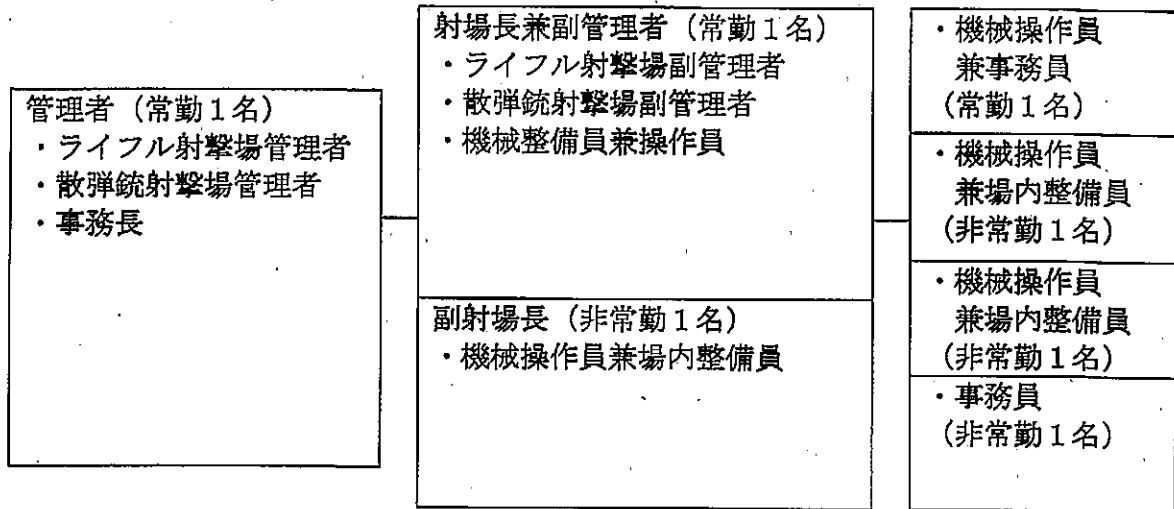 管理者（常勤１名）
・ライフル射撃場管理者
・散弾銃射撃場管理者
・事務長
射場長兼副管理者（常勤１名）
・ライフル射撃場副管理者
・散弾銃射撃場副管理者
・機械整備員兼操作員
副射場長（非常勤１名）
・機械操作員兼場内整備員
・機械操作員
兼事務員
（常勤１名）
・機械操作員
兼場内整備員
（非常勤１名）
・機械操作員
兼場内整備員
（非常勤１名）
・事務員
（非常勤１名）